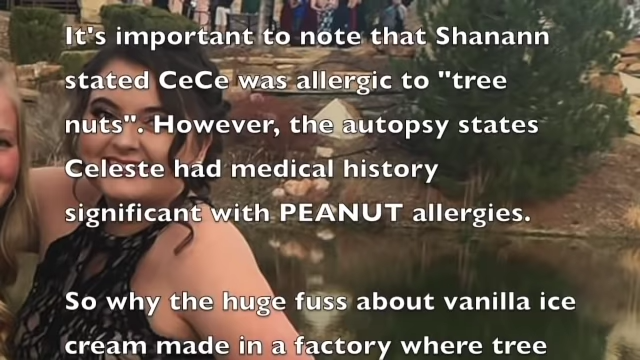 It's important to note that Shanann
stated CeCe was allergic to "tree
nuts". However, the autopsy states
Celeste had medical history
significant with PEANUT allergies.
So why the huge fuss about vanilla ice
cream made in a factory where tree